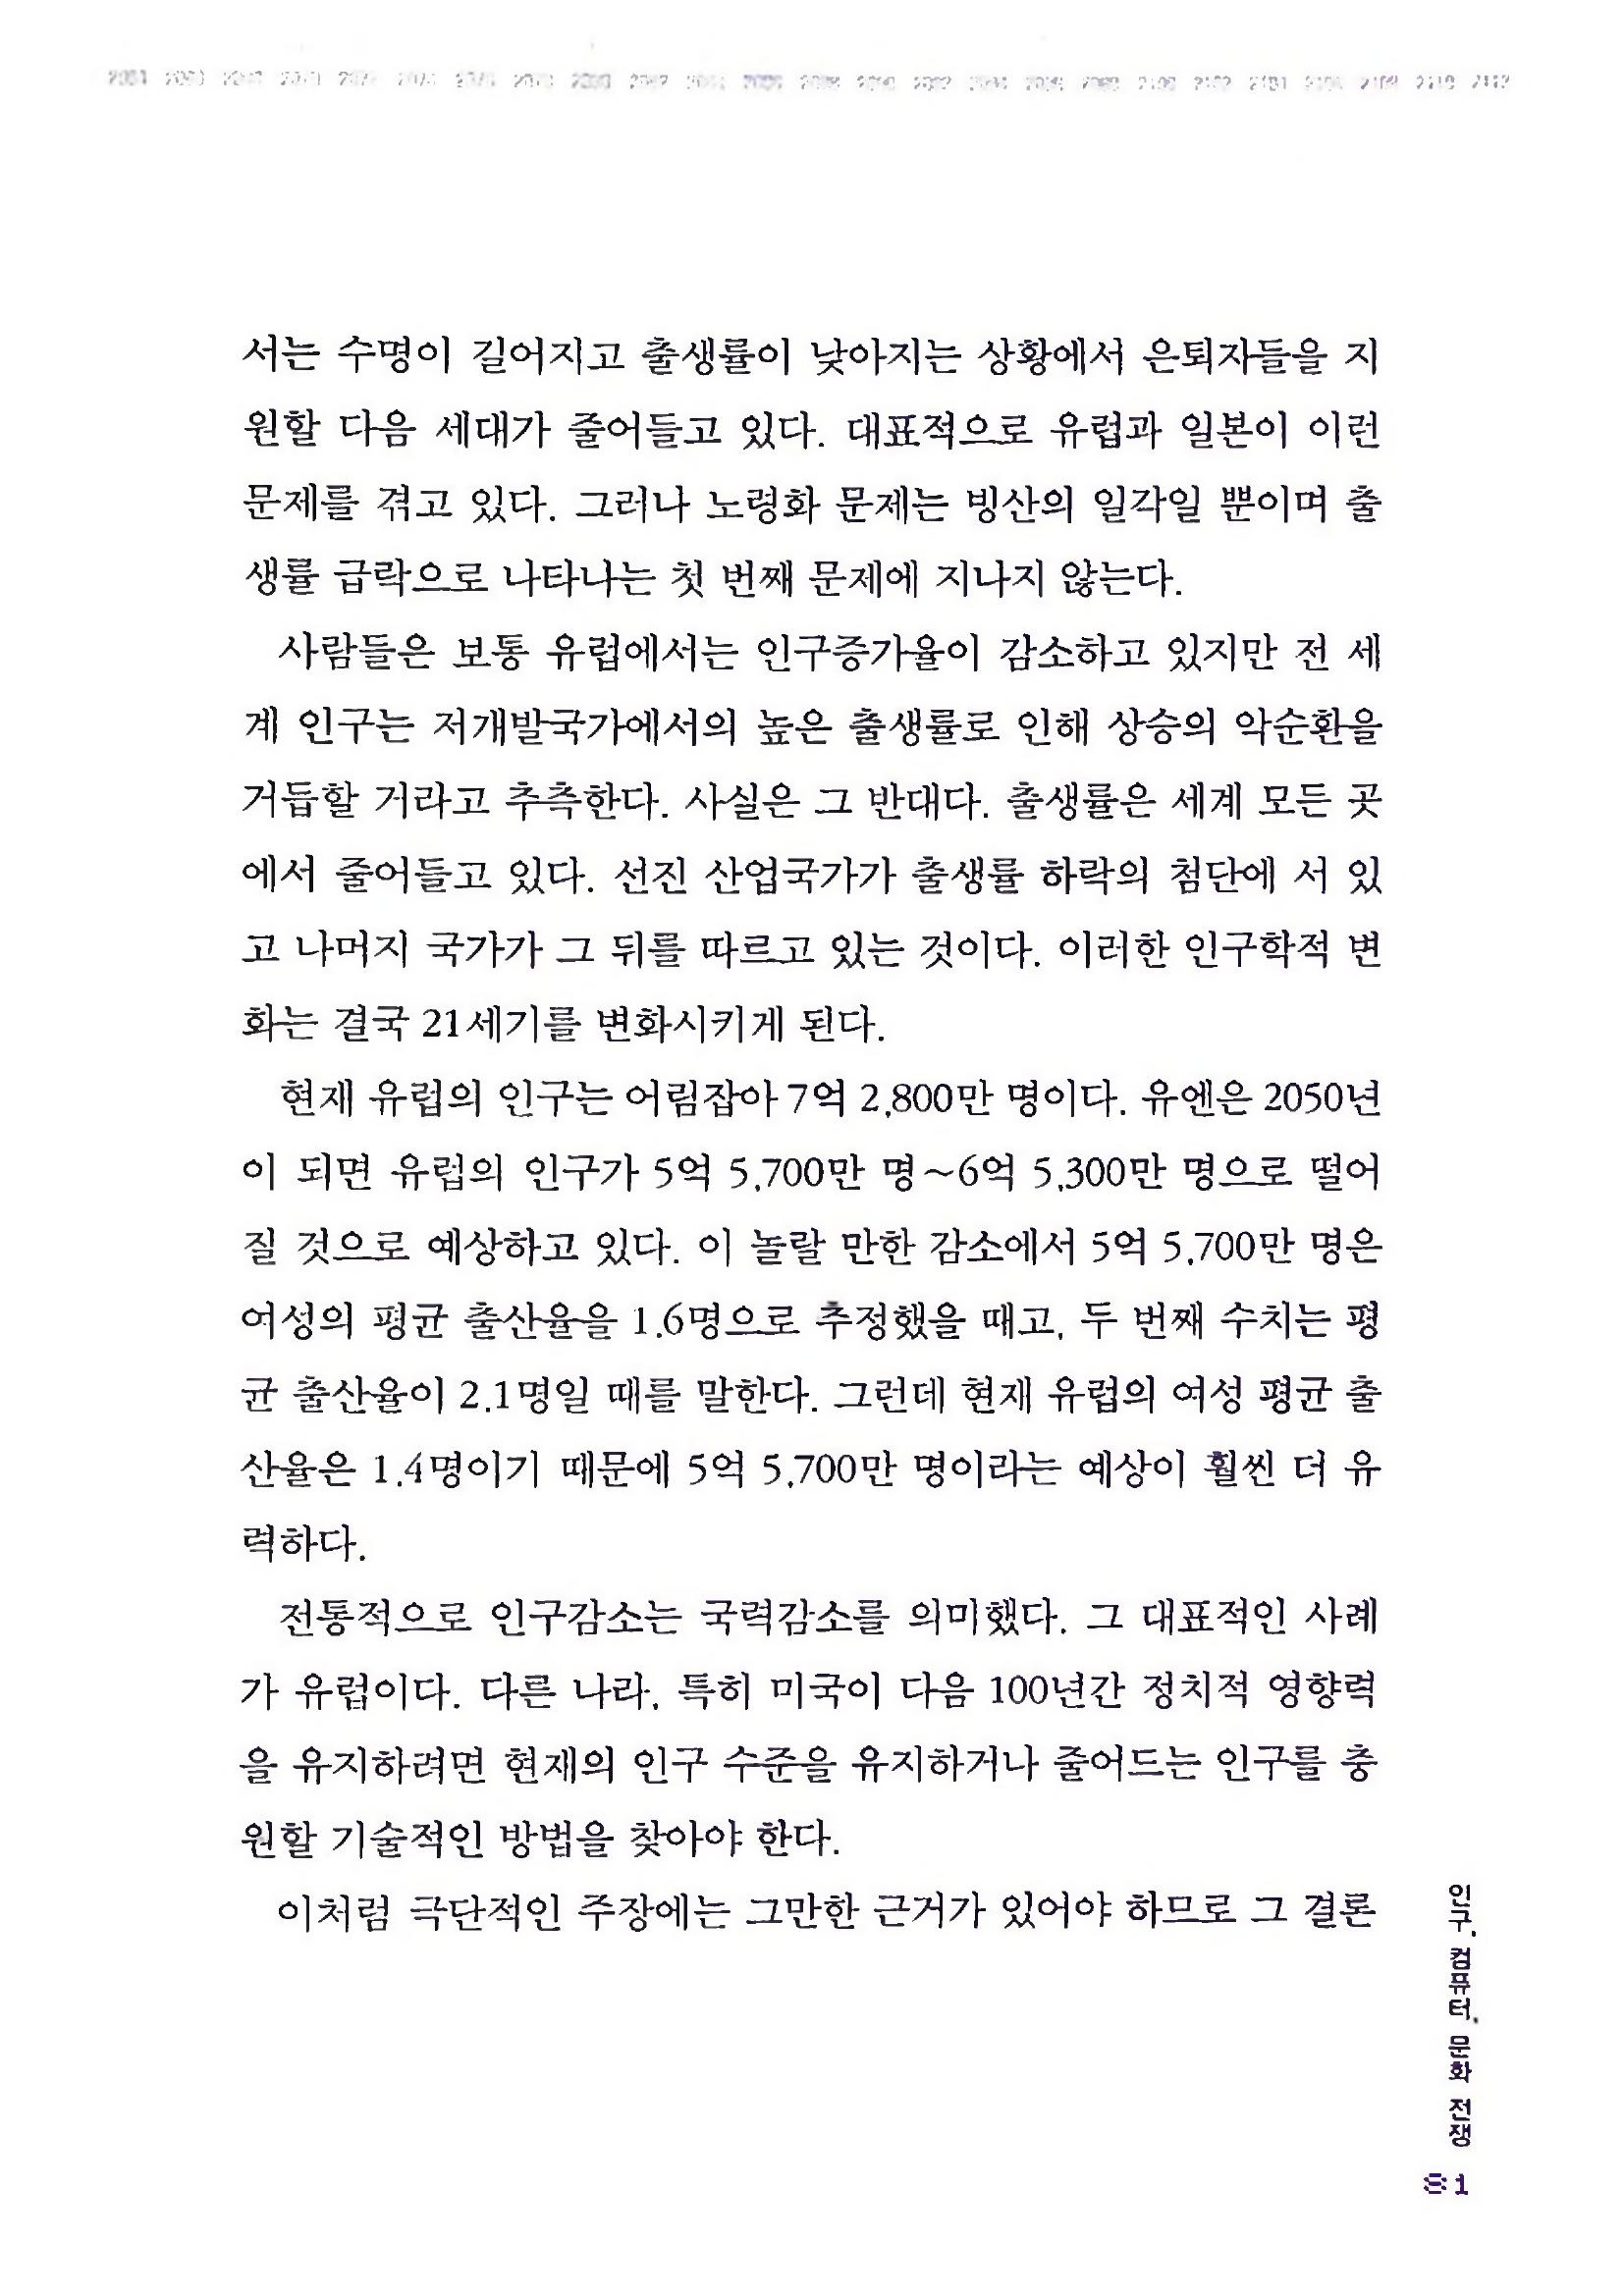 서는 수명이 길어지고 출생률이 낮아지는 상황에서 은퇴자들을 지
원할 다음 세대가 줄어들고 있다. 대표적으로 유럽과 일본이 이런
문제를 겪고 있다. 그러나 노령화 문제는 빙산의 일각일 뿐이며 출
생률 급락으로 나타나는 첫 번째 문제에 지나지 않는다.
사람들은 보통 유럽에서는 인구증가율이 감소하고 있지만 전 세
계 인구는 저개발국가에서의 높은 출생률로 인해 상승의 악순환을
거듭할 거라고 추측한다. 사실은 그 반대다. 출생률은 세계 모든 곳
에서 줄어들고 있다. 선진 산업국가가 출생률 하락의 첨단에 서 있
고 나머지 국가가 그 뒤를 따르고 있는 것이다. 이러한 인구학적 변
화는 결국 21세기를 변화시키게 된다.
현재 유럽의 인구는 어림잡아 7억 2,800만 명이다. 유엔은 2050년
이 되면 유럽의 인구가 5억 5,700만 명~6억 5,300만 명으로 떨어
질 것으로 예상하고 있다. 이 놀랄 만한 감소에서 5억 5,700만 명은
여성의 평균 출산율을 1.6명으로 추정했을 때고, 두 번째 수치는 평
균 출산율이 2.1명일 때를 말한다. 그런데 현재 유럽의 여성 평균 출
산율은 1.4명이기 때문에 5억 5,700만 명이라는 예상이 훨씬 더 유
력하다.
전통적으로 인구감소는 국력감소를 의미했다. 그 대표적인 사례
가 유럽이다. 다른 나라, 특히 미국이 다음 100년간 정치적 영향력
을 유지하려면 현재의 인구 수준을 유지하거나 줄어드는 인구를 충
원할 기술적인 방법을 찾아야 한다.
이처럼 극단적인 주장에는 그만한 근거가 있어야 하므로 그 결론
인구, 컴퓨터, 문화 전쟁
81